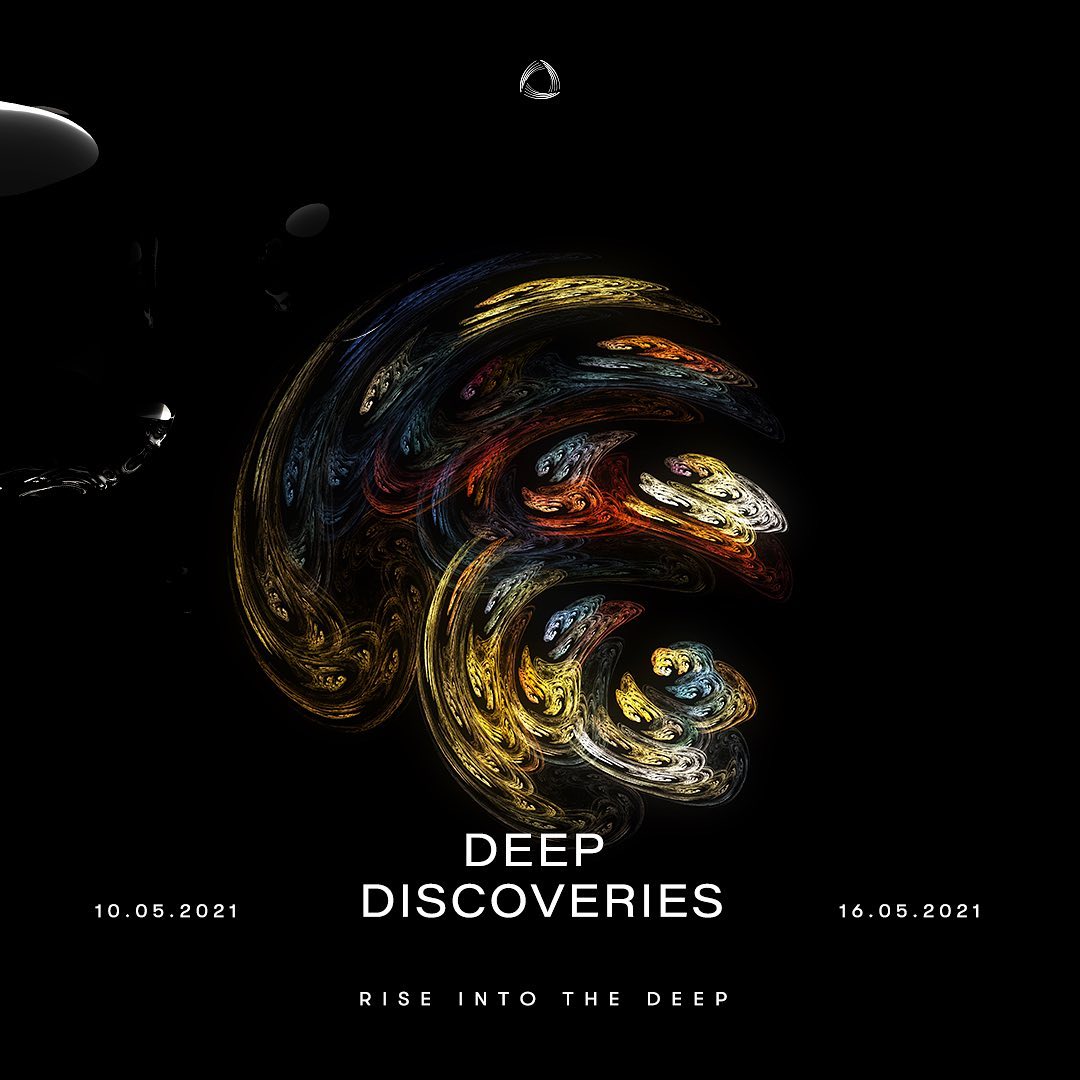 DEEP
DISCOVERIES
10.05.2021
16.05.2021
RISE INTO THE DEEP